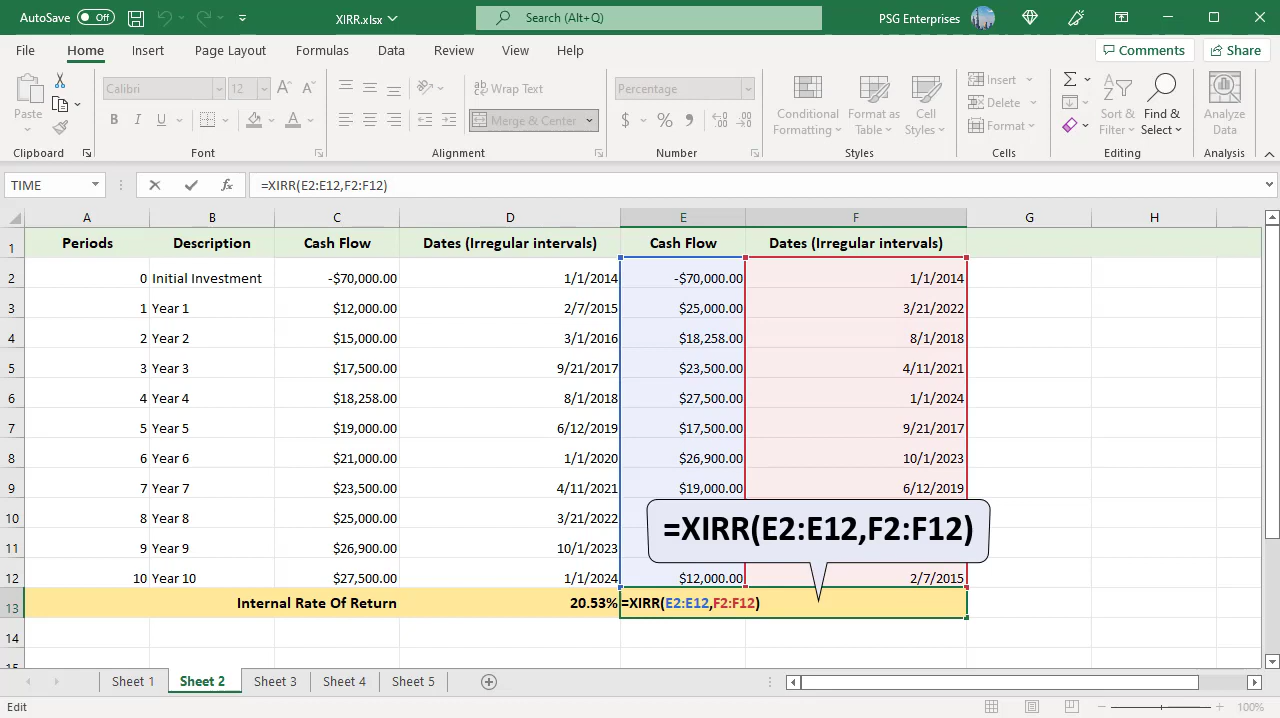 AutoSave Off XIRR.xlsx Search (Alt+Q) PSG Enterprises
File Home Insert Page Layout Formulas Data Review View Help Comments Share
Paste
Calibri 12
B I U A
Wrap Text
Merge & Center
Percentage
$ % 9
Conditional Formatting
Format as Table
Cell Styles
Insert
Delete
Format
Sort & Filter
Find & Select
Analyze Data
Clipboard Font Alignment Number Styles Cells Editing Analysis
TIME fx =XIRR(E2:E12,F2:F12)
A B C D E F G H
1 Periods Description Cash Flow Dates (Irregular intervals) Cash Flow Dates (Irregular intervals)
2 0 Initial Investment -$70,000.00 1/1/2014 -$70,000.00 1/1/2014
3 1 Year 1 $12,000.00 2/7/2015 $25,000.00 3/21/2022
4 2 Year 2 $15,000.00 3/1/2016 $18,258.00 8/1/2018
5 3 Year 3 $17,500.00 9/21/2017 $23,500.00 4/11/2021
6 4 Year 4 $18,258.00 8/1/2018 $27,500.00 1/1/2024
7 5 Year 5 $19,000.00 6/12/2019 $17,500.00 9/21/2017
8 6 Year 6 $21,000.00 1/1/2020 $26,900.00 10/1/2023
9 7 Year 7 $23,500.00 4/11/2021 $19,000.00 6/12/2019
10 8 Year 8 $25,000.00 3/21/2022
=XIRR(E2:E12,F2:F12)
11 9 Year 9 $26,900.00 10/1/2023
12 10 Year 10 $27,500.00 1/1/2024 $12,000.00 2/7/2015
13 Internal Rate Of Return 20.53% =XIRR(E2:E12,F2:F12)
14
15
Sheet 1 Sheet 2 Sheet 3 Sheet 4 Sheet 5
Edit 100%